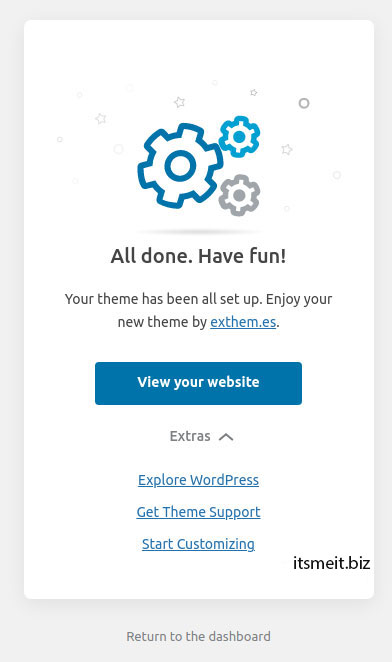 All done. Have fun!
Your theme has been all set up. Enjoy your
new theme by exthem.es.
View your website
Extras
Explore WordPress
Get Theme Support
Start Customizing
itsmeit.biz
Return to the dashboard